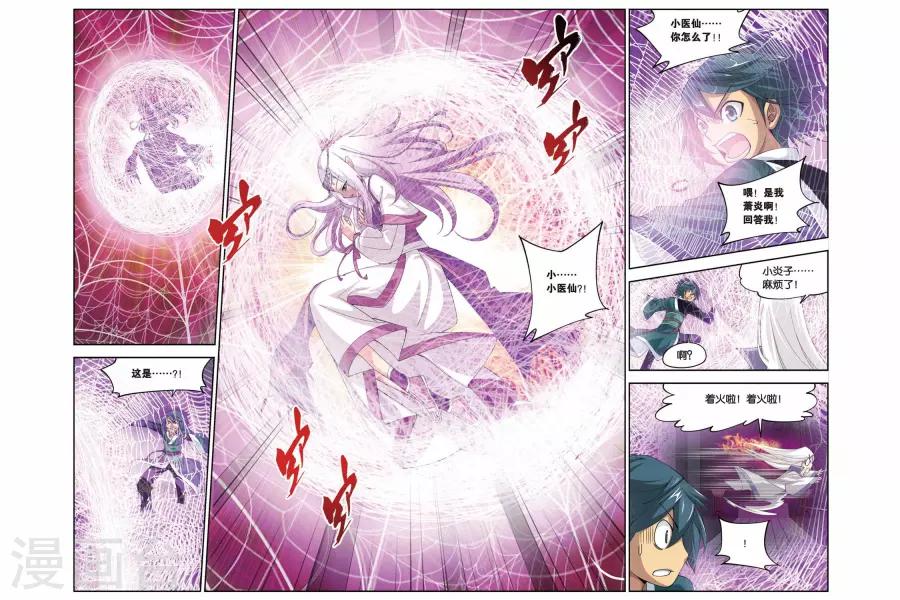 这是……?!
小……
小医仙?!
小医仙……
你怎么了!!
喂！是我
萧炎啊！
回答我！
小炎子……
麻烦了！
啊?
着火啦！着火啦！
！
漫画台